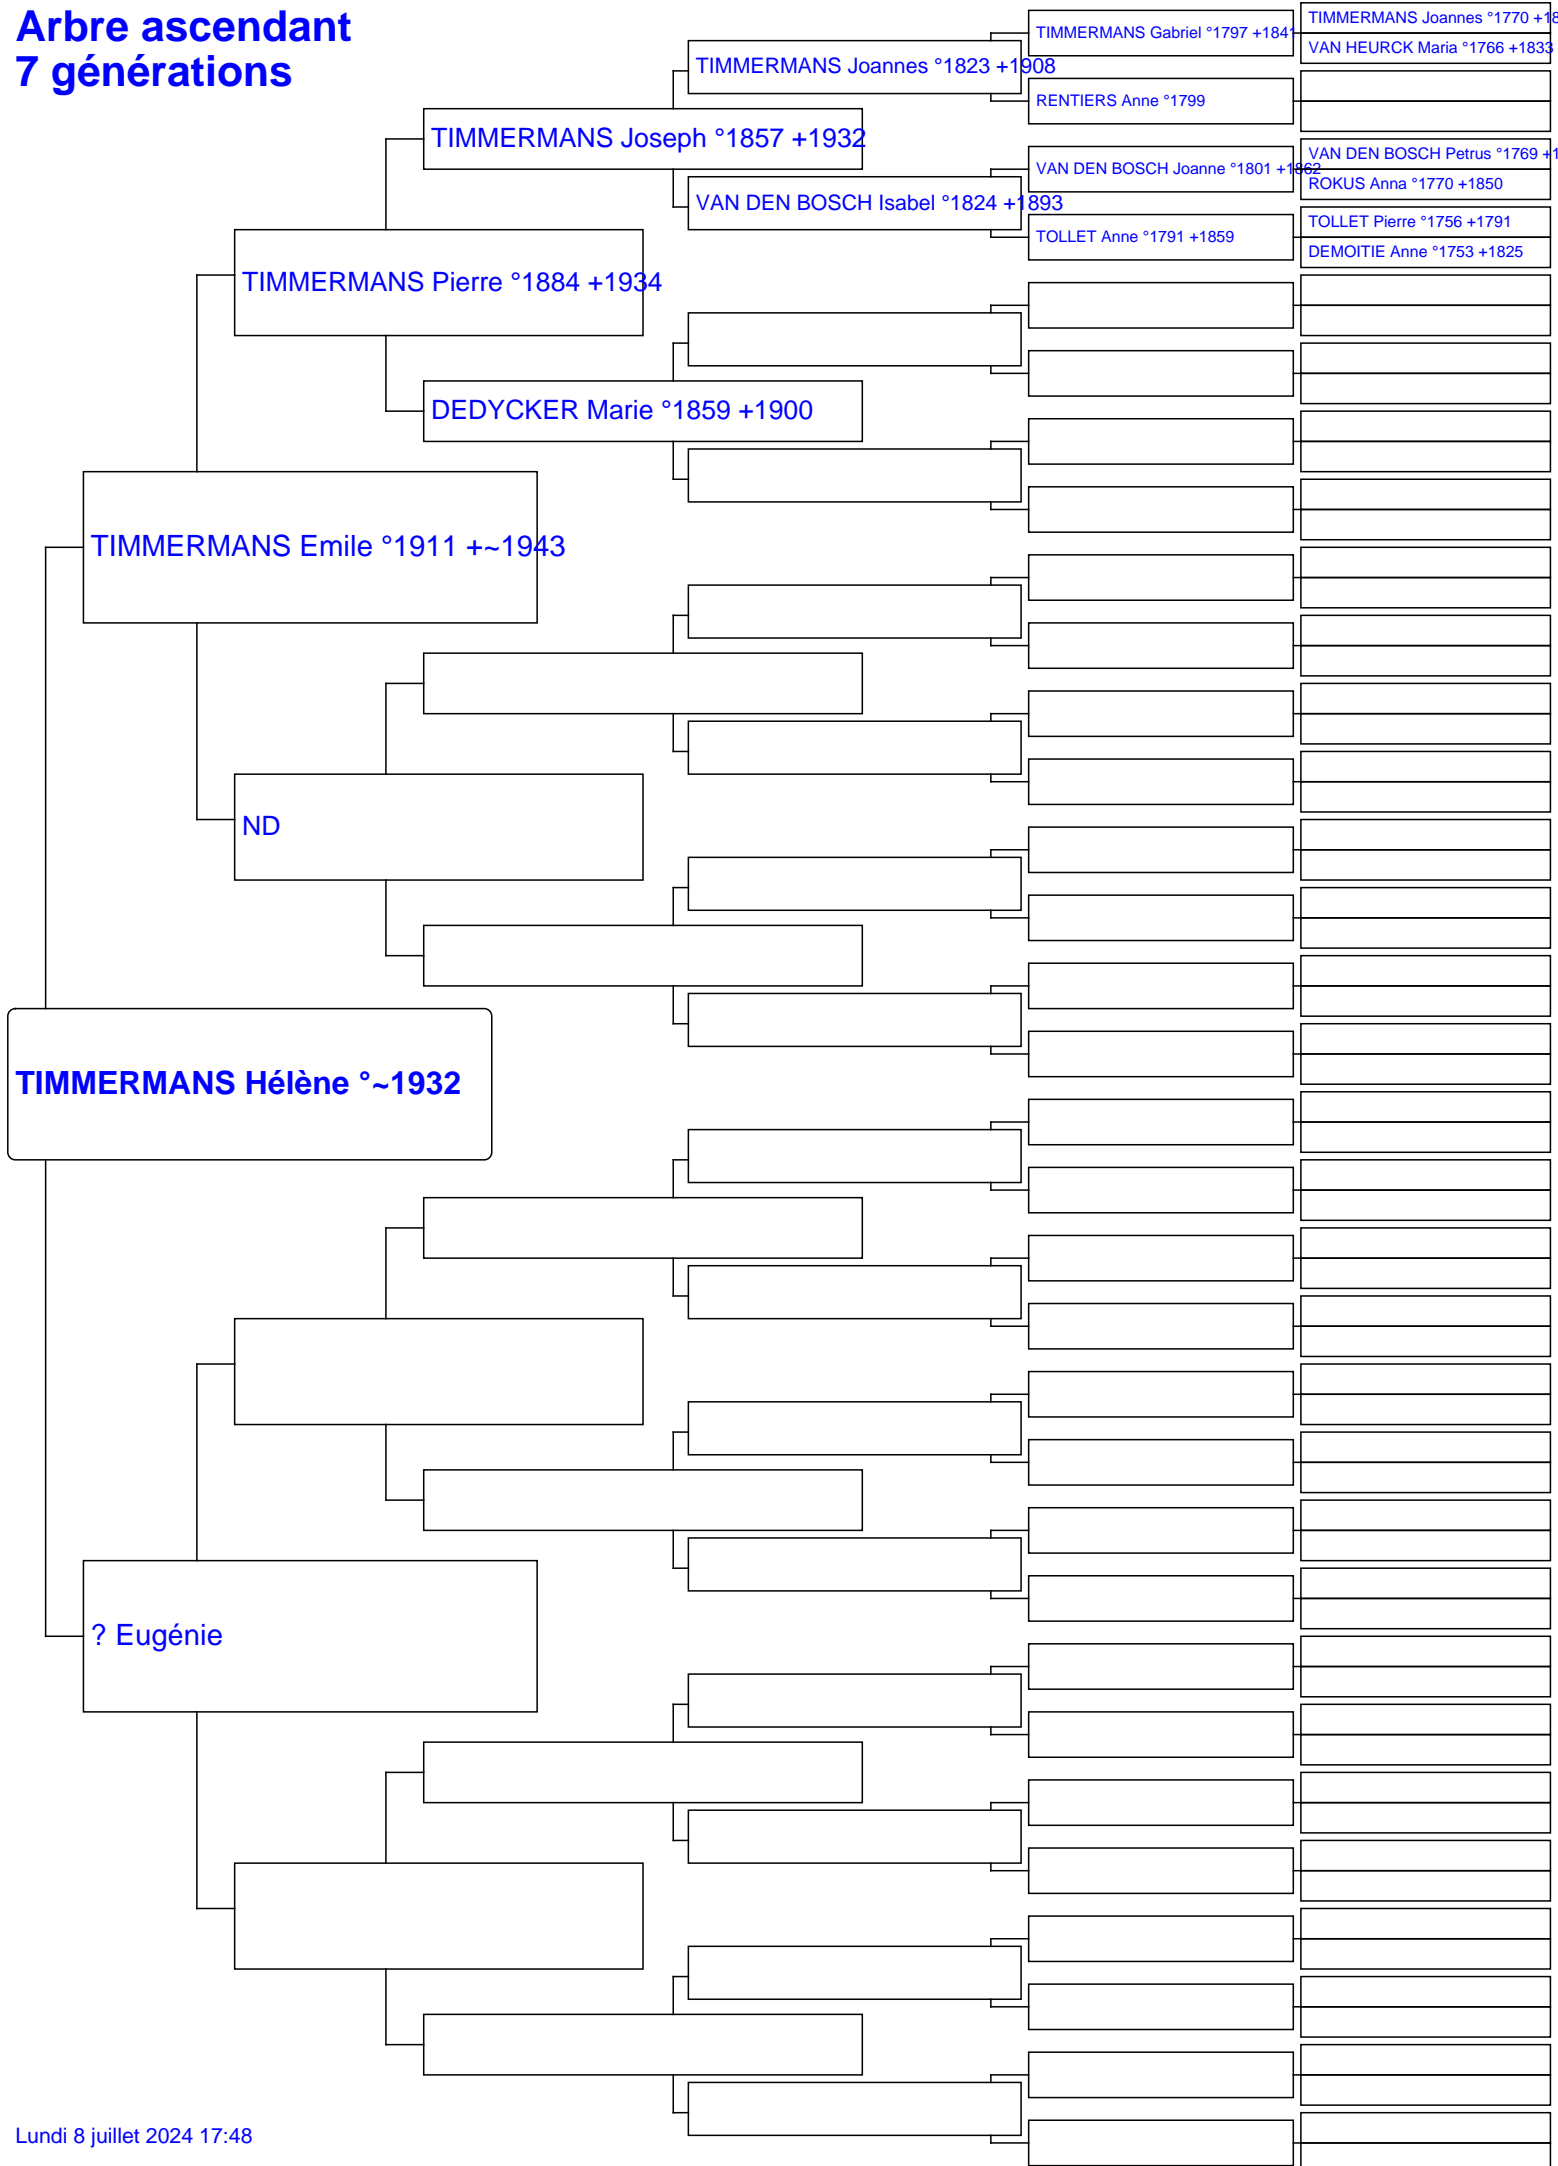 Arbre ascendant
7 générations
TIMMERMANS Gabriel °1797 +1841
TIMMERMANS Joannes °1770 +18
VAN HEURCK Maria °1766 +1833
TIMMERMANS Joannes °1823 +1908
RENTIERS Anne °1799
TIMMERMANS Joseph °1857 +1932
VAN DEN BOSCH Joanne °1801 +1862
VAN DEN BOSCH Petrus °1769 +1
ROKUS Anna °1770 +1850
VAN DEN BOSCH Isabel °1824 +1893
TOLLET Anne °1791 +1859
TOLLET Pierre °1756 +1791
DEMOITIE Anne °1753 +1825
TIMMERMANS Pierre °1884 +1934
DEDYCKER Marie °1859 +1900
TIMMERMANS Emile °1911 +~1943
ND
TIMMERMANS Hélène °~1932
? Eugénie
Lundi 8 juillet 2024 17:48